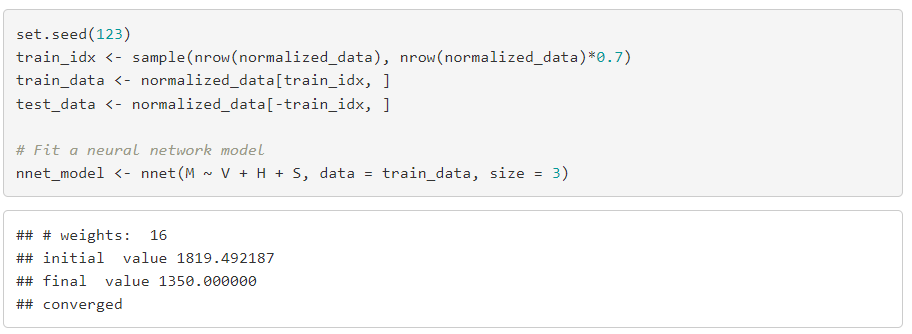 set.seed(123)
train_idx <- sample(nrow(normalized_data), nrow(normalized_data)*0.7)
train_data <- normalized_data[train_idx, ]
test_data <- normalized_data[-train_idx, ]
# Fit a neural network model
nnet_model <- nnet(M ~ V + H + S, data = train_data, size = 3)
## # weights:  16
## initial  value 1819.492187
## final  value 1350.000000
## converged